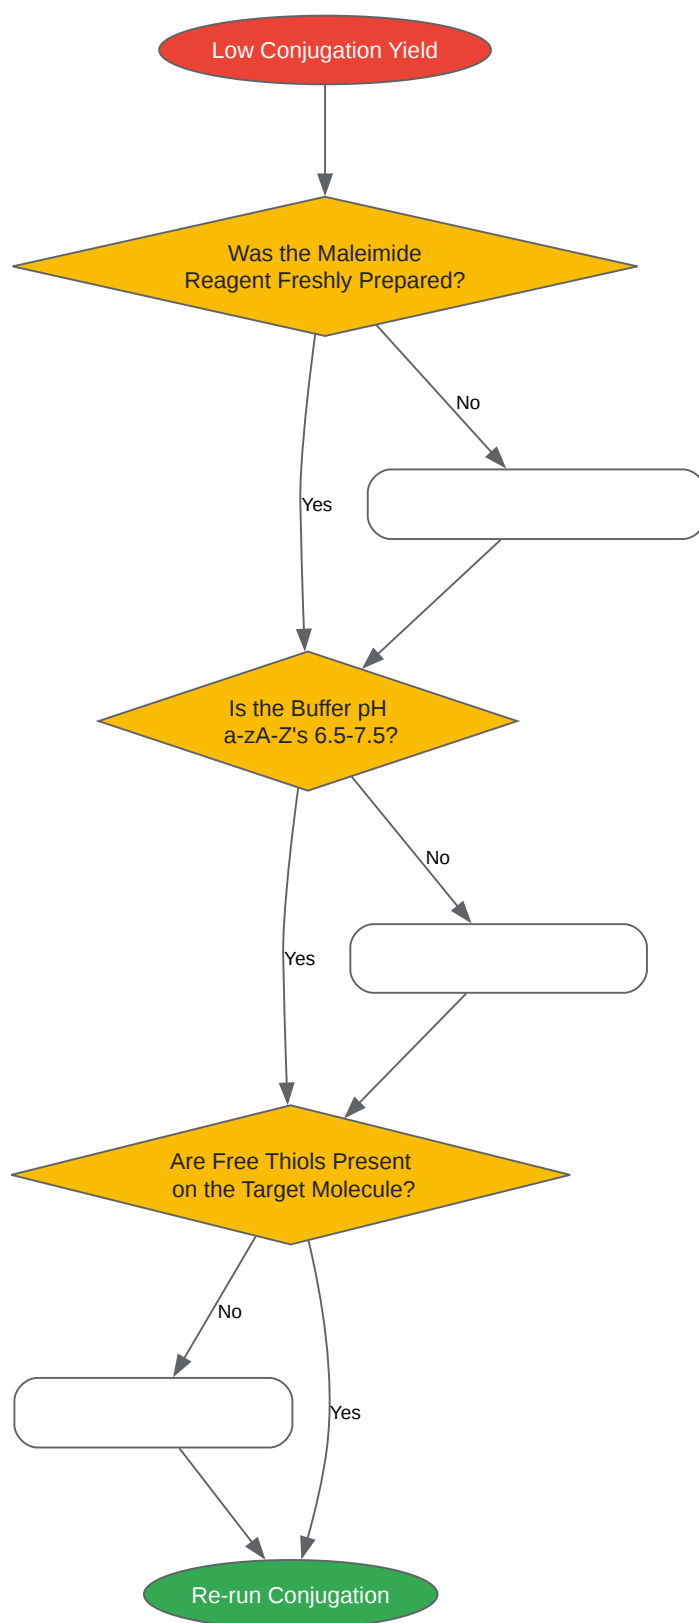 Low Conjugation Yield
Was the Maleimide
Reagent Freshly Prepared?
No
Yes
Is the Buffer pH
a-zA-Z's 6.5-7.5?
No
Yes
Are Free Thiols Present
on the Target Molecule?
No
Yes
Re-run Conjugation